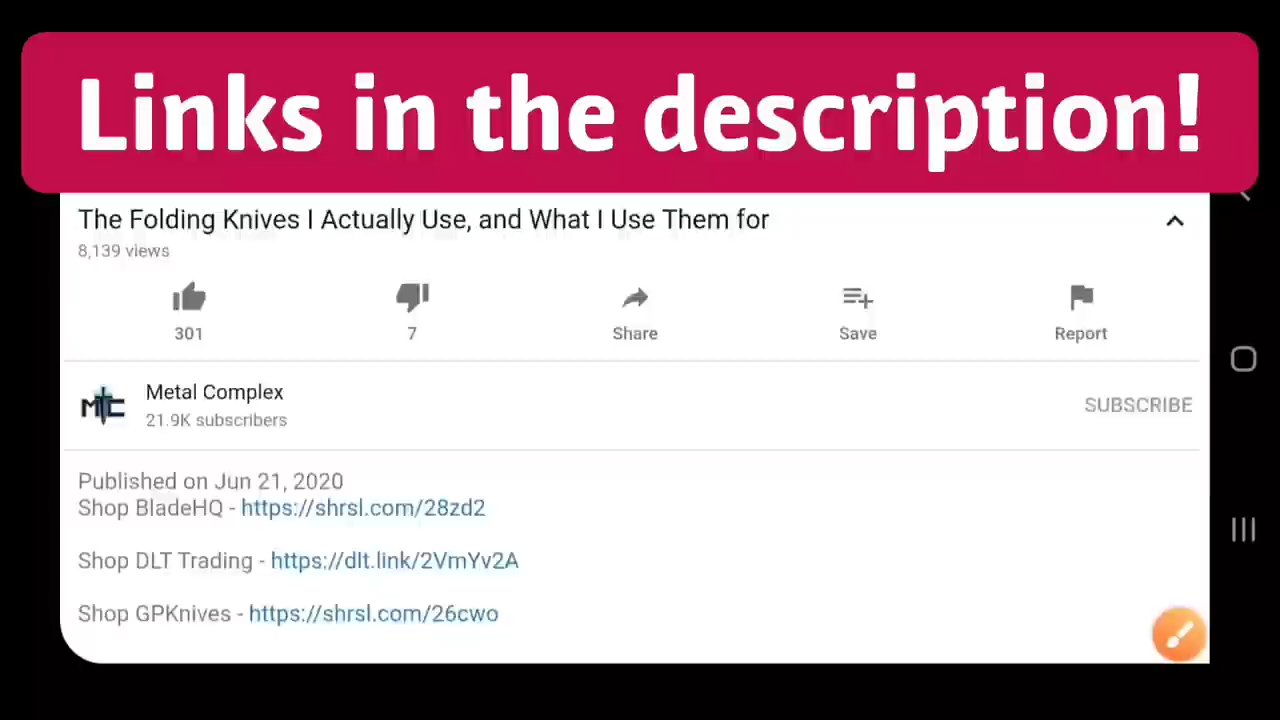 Links in the description!
The Folding Knives I Actually Use, and What I Use Them for
8,139 views
301
7
Share
Save
Report
MTC
Metal Complex
21.9K subscribers
SUBSCRIBE
Published on Jun 21, 2020
Shop BladeHQ - https://shrsl.com/28zd2
Shop DLT Trading - https://dlt.link/2VmYv2A
Shop GPKnives - https://shrsl.com/26cwo